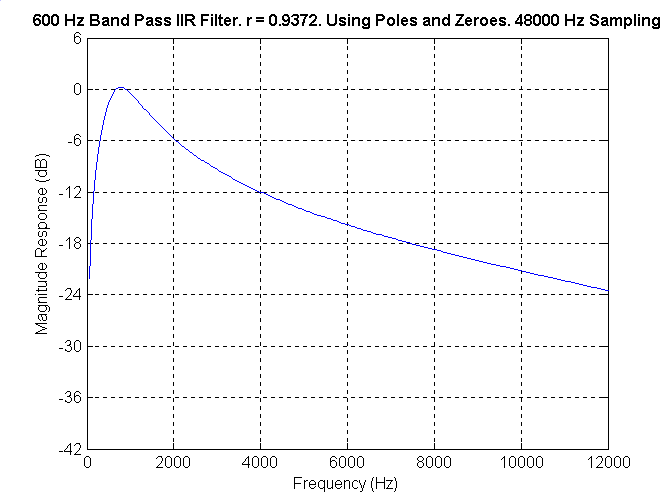 600 Hz Band Pass IIR Filter. r = 0.9372. Using Poles and Zeroes. 48000 Hz Sampling
6
0
-6
-12
-18
-24
-30
-36
-42
Magnitude Response (dB)
0 2000 4000 6000 8000 10000 12000
Frequency (Hz)